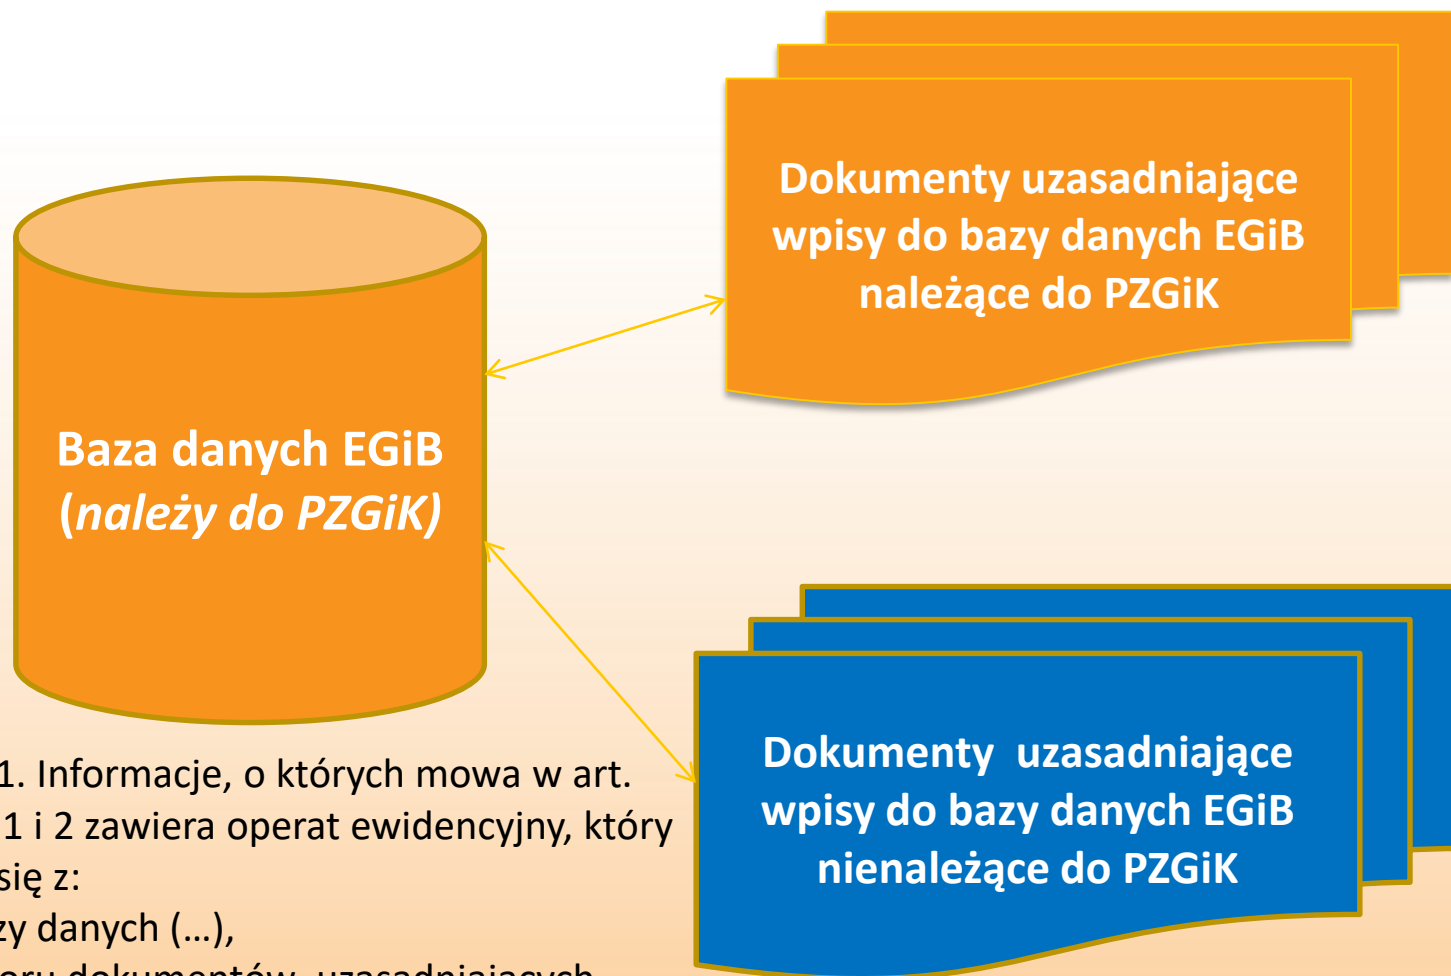 Dokumenty uzasadniające
wpisy do bazy danych EGiB
należące do PZGiK
Baza danych EGiB
(należy do PZGiK)
Dokumenty uzasadniające
wpisy do bazy danych EGiB
nienależące do PZGiK
1. Informacje, o których mowa w art.
1 i 2 zawiera operat ewidencyjny, który
się z:
danych (...),
dokumentów uzasadniających